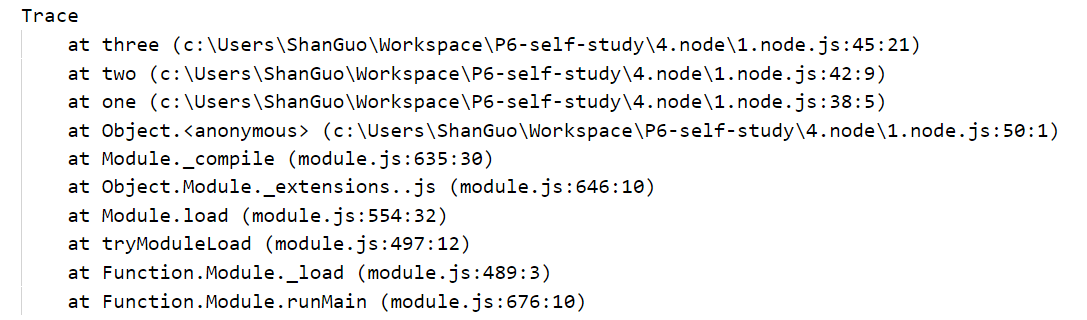 Trace
at three (c:\Users\ShanGuo\Workspace\P6-self-study\4.node\1.node.js:45:21)
at two (c:\Users\ShanGuo\Workspace\P6-self-study\4.node\1.node.js:42:9)
at one (c:\Users\ShanGuo\Workspace\P6-self-study\4.node\1.node.js:38:5)
at Object.<anonymous> (c:\Users\ShanGuo\Workspace\P6-self-study\4.node\1.node.js:50:1)
at Module._compile (module.js:635:30)
at Object.Module._extensions..js (module.js:646:10)
at Module.load (module.js:554:32)
at tryModuleLoad (module.js:497:12)
at Function.Module._load (module.js:489:3)
at Function.Module.runMain (module.js:676:10)